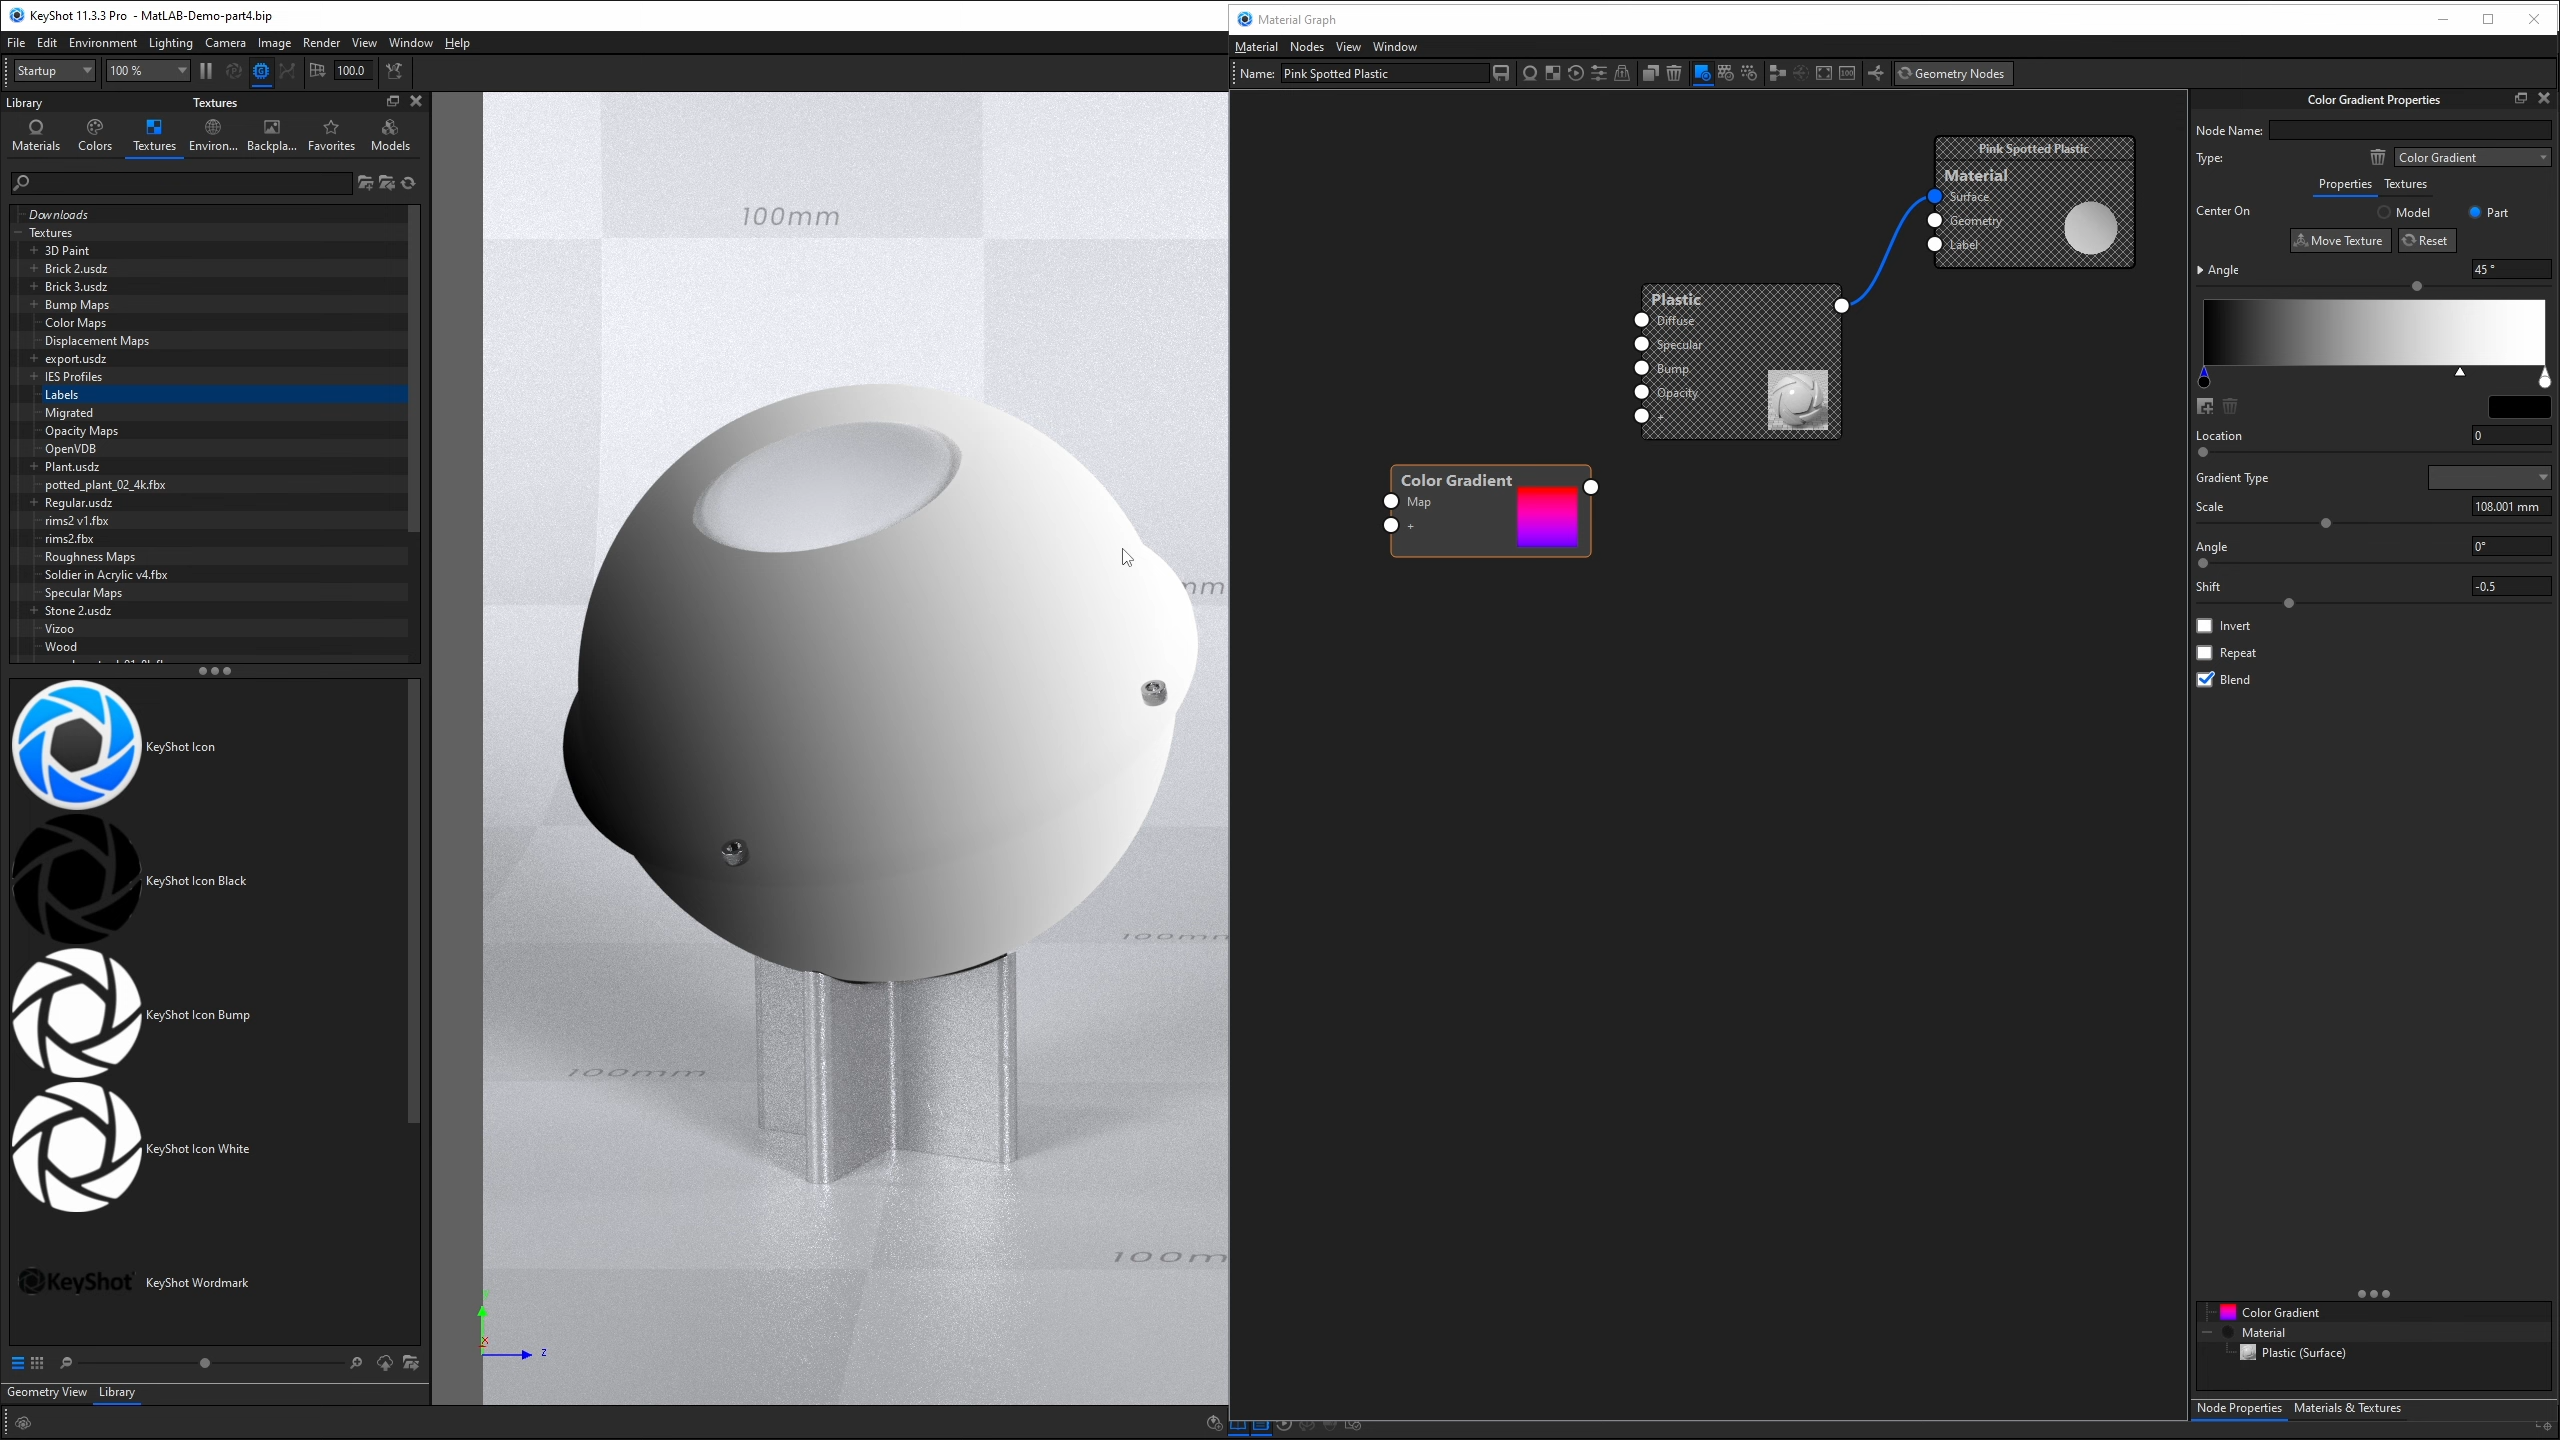 KeyShot 11.3.3 Pro - MatLAB-Demo-part4.bip
File Edit Environment Lighting Camera Image Render View Window Help
Startup 100 % 100.0
Library Textures
Materials Colors Textures Environ... Backpla... Favorites Models
Downloads
Textures
3D Paint
Brick 2.usdz
Brick 3.usdz
Bump Maps
Color Maps
Displacement Maps
export.usdz
IES Profiles
Labels
Migrated
Opacity Maps
OpenVDB
Plant.usdz
potted_plant_02_4k.fbx
Regular.usdz
rims2 v1.fbx
rims2.fbx
Roughness Maps
Soldier in Acrylic v4.fbx
Specular Maps
Stone 2.usdz
Vizoo
Wood
KeyShot Icon
KeyShot Icon Black
KeyShot Icon Bump
KeyShot Icon White
KeyShot
KeyShot Wordmark
Geometry View Library
100mm
mm
100mm
100mm
100m
Y
X
Z
Material Graph
Material Nodes View Window
Name: Pink Spotted Plastic
100
Geometry Nodes
Pink Spotted Plastic
Material
Surface
Geometry
Label
Plastic
Diffuse
Specular
Bump
Opacity
+
Color Gradient
Map
+
Color Gradient Properties
Node Name:
Type: Color Gradient
Properties Textures
Center On Model Part
Move Texture Reset
Angle 45 °
Location 0
Gradient Type
Scale 108.001 mm
Angle 0°
Shift -0.5
Invert
Repeat
Blend
Color Gradient
Material
Plastic (Surface)
Node Properties Materials & Textures